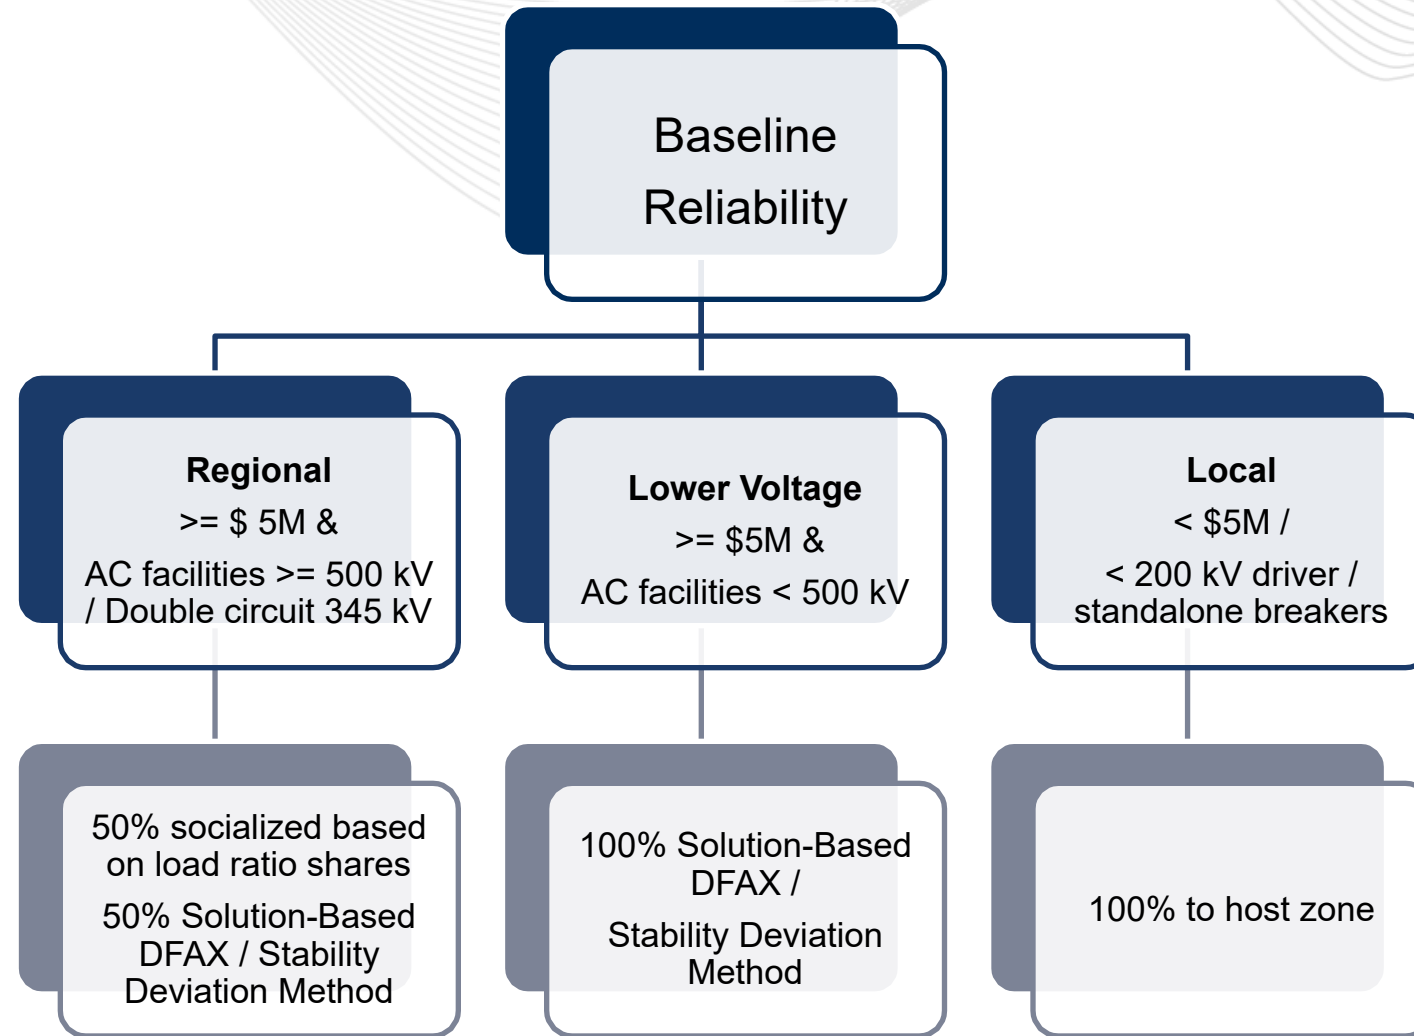 Baseline
Reliability
Regional
>= $ 5M &
AC facilities >= 500 kV
/ Double circuit 345 kV
Lower Voltage
>= $5M &
AC facilities < 500 kV
Local
< $5M /
< 200 kV driver /
standalone breakers
50% socialized based
on load ratio shares
50% Solution-Based
DFAX / Stability
Deviation Method
100% Solution-Based
DFAX /
Stability Deviation
Method
100% to host zone